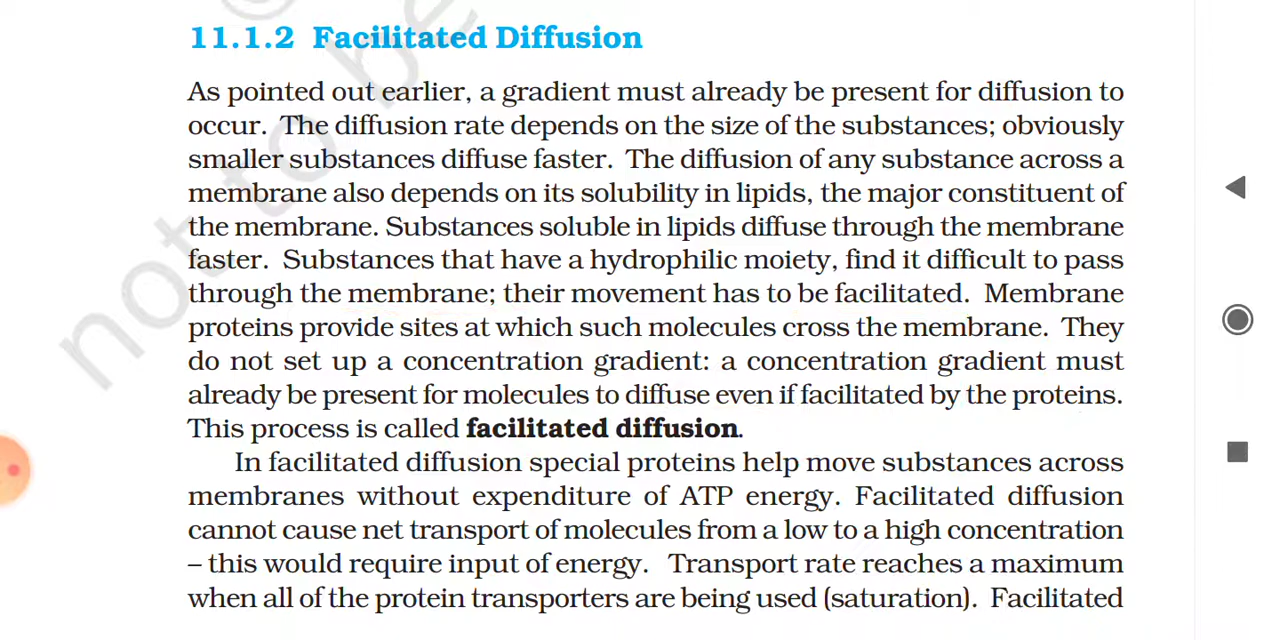 11.1.2 Facilitated Diffusion
As pointed out earlier, a gradient must already be present for diffusion to
occur. The diffusion rate depends on the size of the substances; obviously
smaller substances diffuse faster. The diffusion of any substance across a
membrane also depends on its solubility in lipids, the major constituent of
the membrane. Substances soluble in lipids diffuse through the membrane
faster. Substances that have a hydrophilic moiety, find it difficult to pass
through the membrane; their movement has to be facilitated. Membrane
proteins provide sites at which such molecules cross the membrane. They
do not set up a concentration gradient: a concentration gradient must
already be present for molecules to diffuse even if facilitated by the proteins.
This process is called facilitated diffusion.
In facilitated diffusion special proteins help move substances across
membranes without expenditure of ATP energy. Facilitated diffusion
cannot cause net transport of molecules from a low to a high concentration
– this would require input of energy. Transport rate reaches a maximum
when all of the protein transporters are being used (saturation). Facilitated
not to be